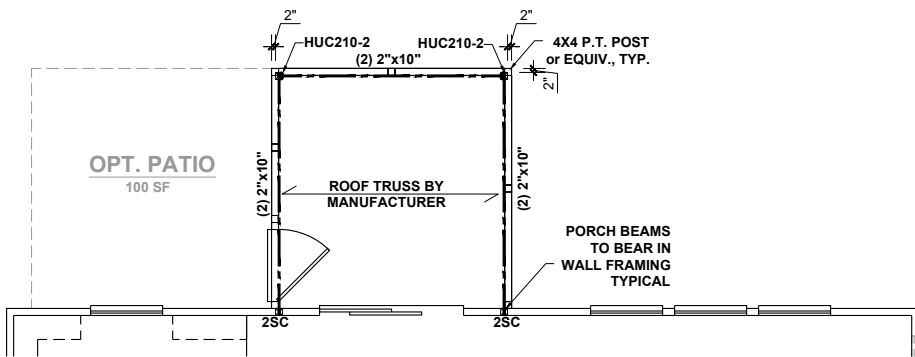 2"
2"
HUC210-2
HUC210-2
(2) 2"x10"
4X4 P.T. POST
or EQUIV., TYP.
2"
OPT. PATIO
100 SF
(2) 2"x10"
ROOF TRUSS BY
MANUFACTURER
(2) 2"x10"
PORCH BEAMS
TO BEAR IN
WALL FRAMING
TYPICAL
2SC
2SC